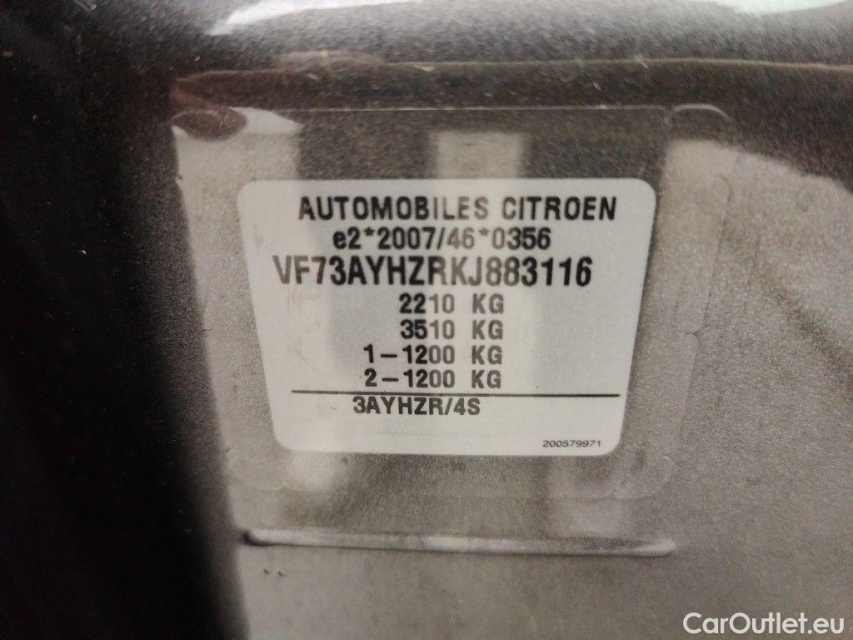 AUTOMOBILES CITROEN
e2*2007/46*0356
VF73AYHZRKJ883116
2210 KG
3510 KG
1-1200 KG
2-1200 KG
3AYHZR/4S
200579971
CarOutlet.eu